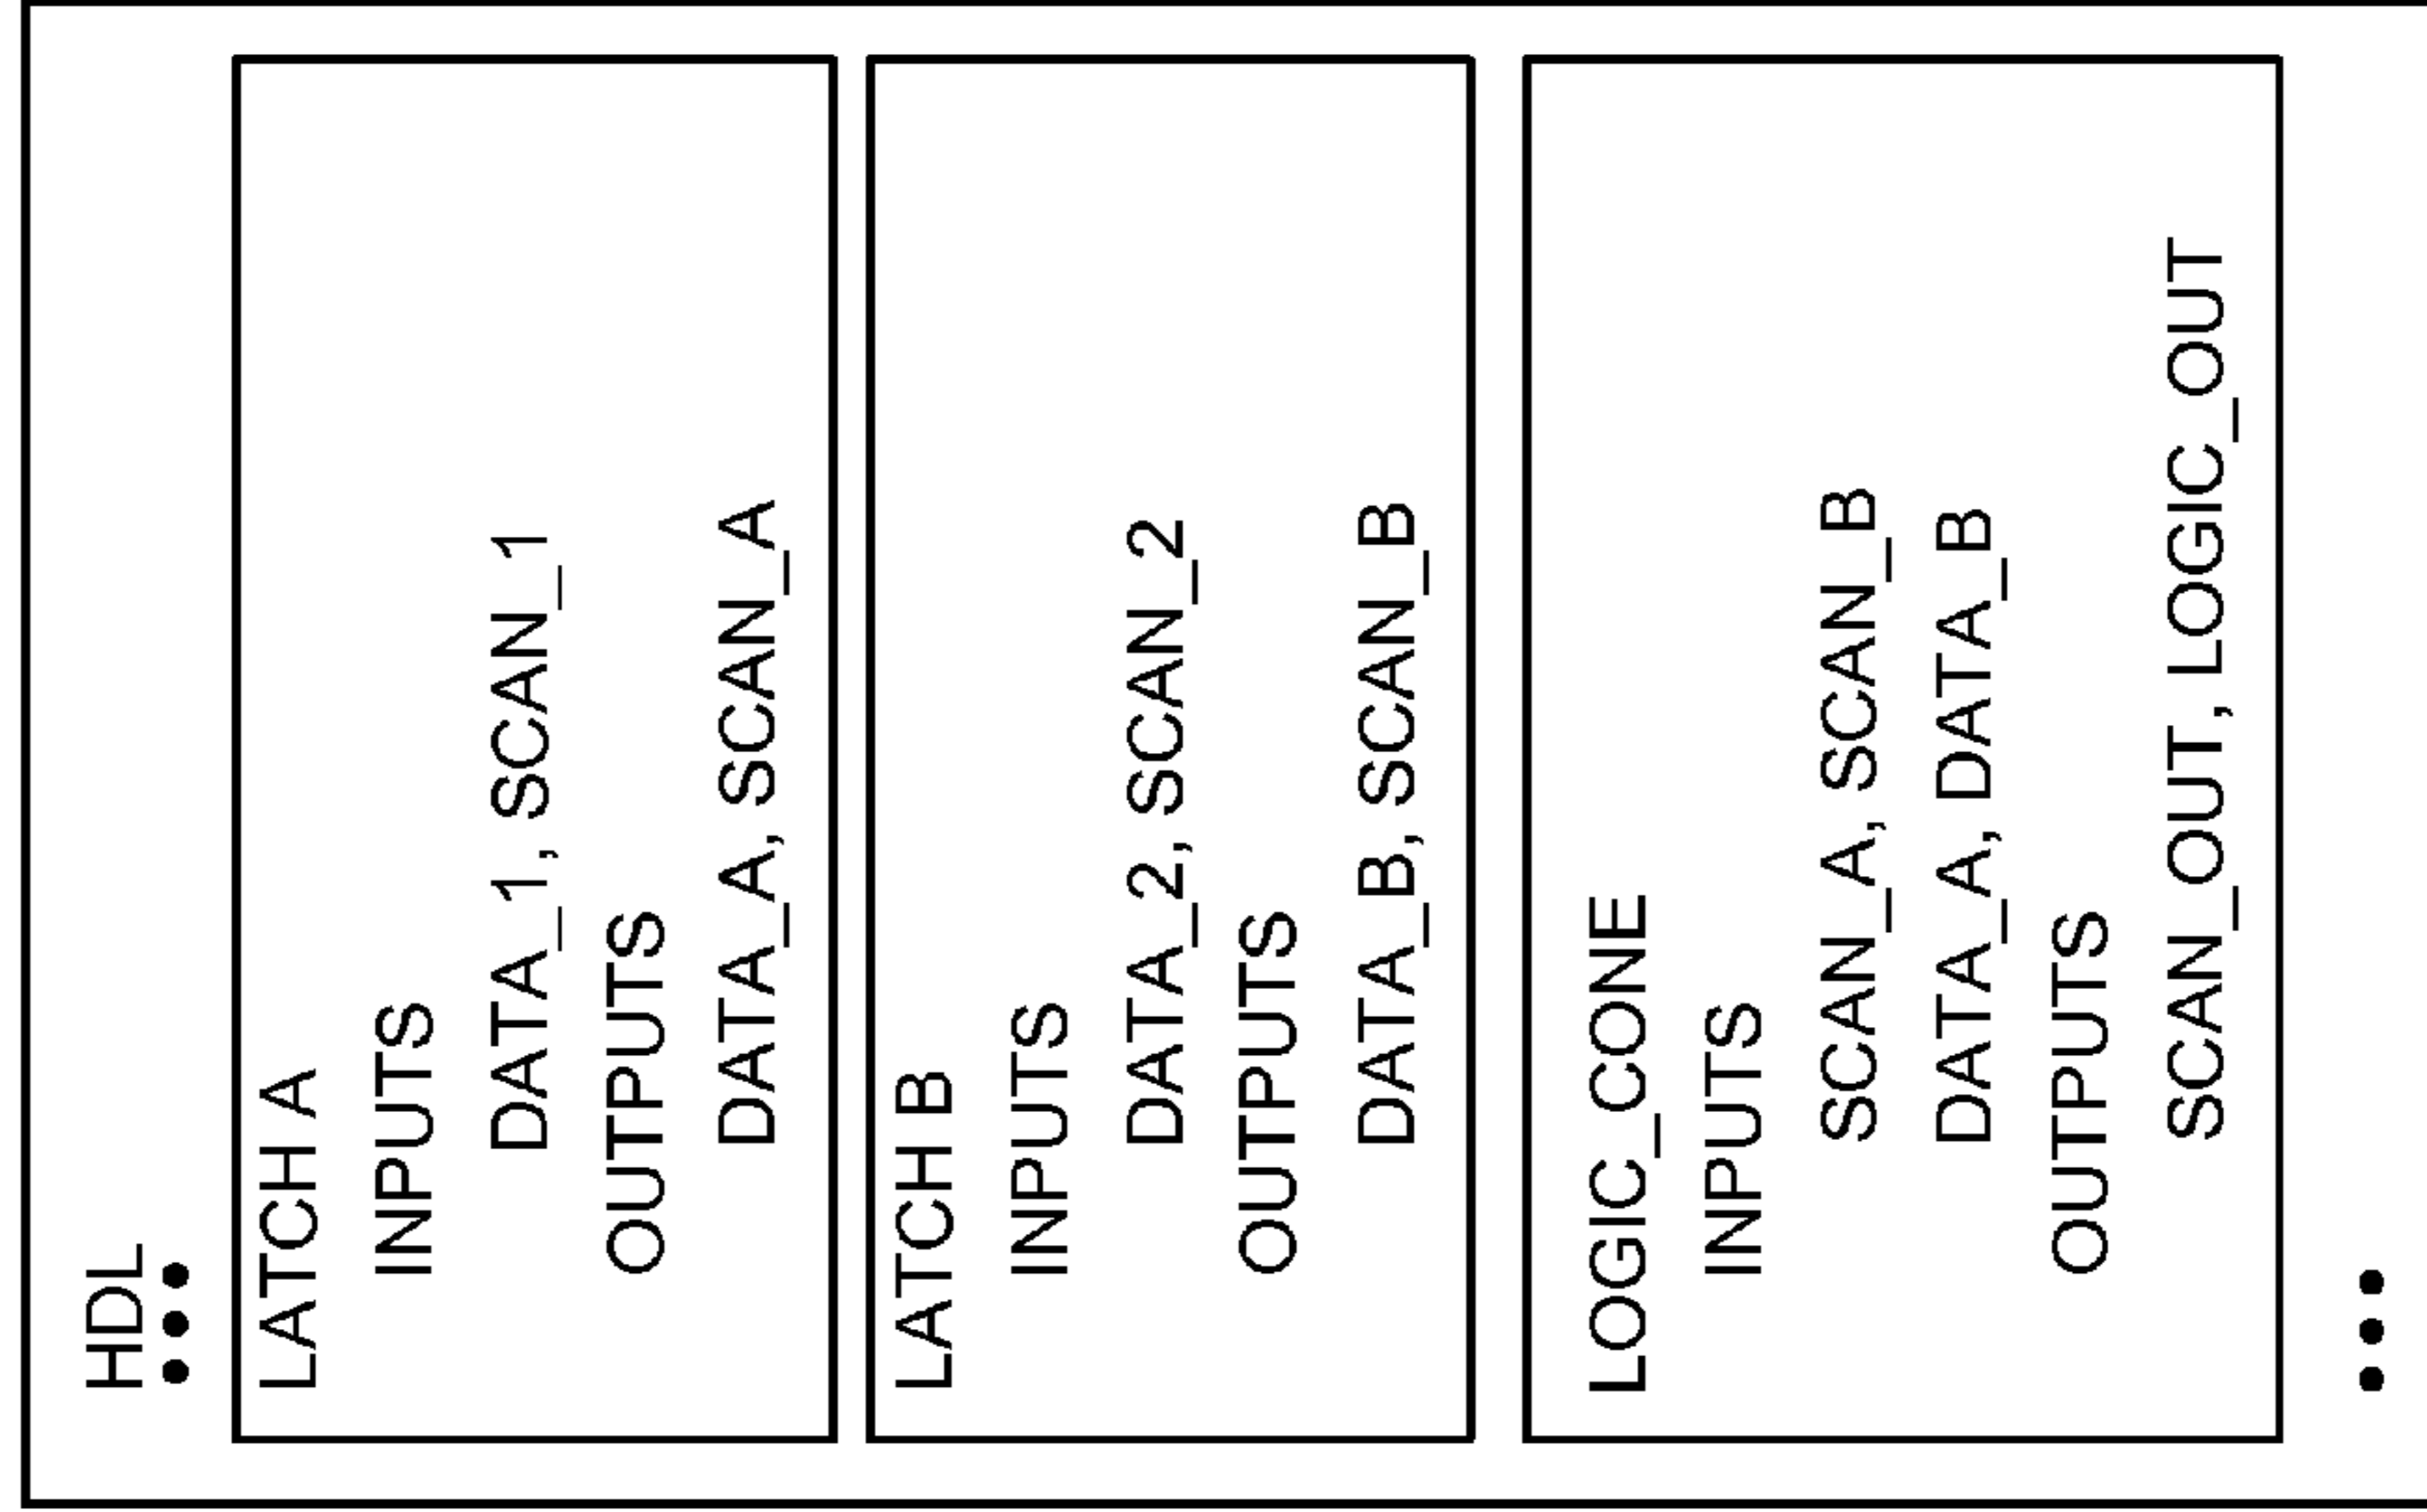 HDL
LATCH A
INPUTS
DATA_1, SCAN_1
OUTPUTS
DATA_A, SCAN_A
LATCH B
INPUTS
DATA_2, SCAN_2
OUTPUTS
DATA_B, SCAN_B
LOGIC_CONE
INPUTS
SCAN_A, SCAN_B
DATA_A, DATA_B
OUTPUTS
SCAN_OUT, LOGIC_OUT